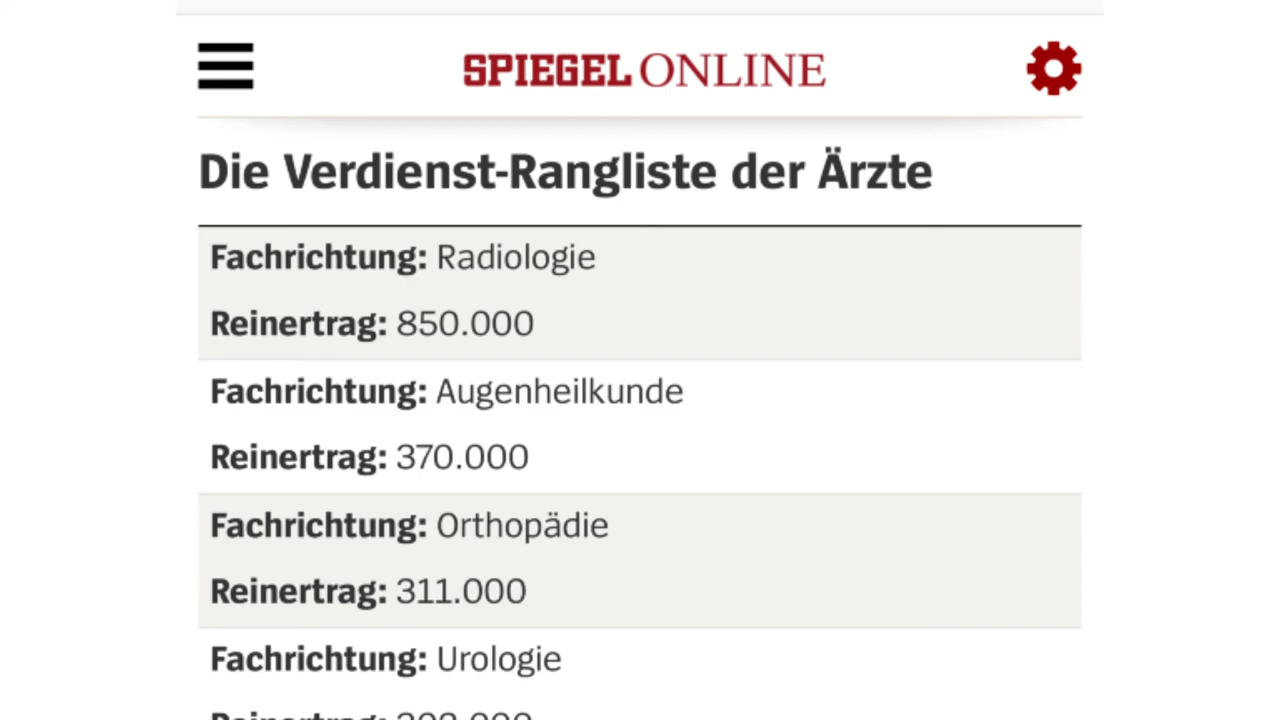 SPIEGEL ONLINE
Die Verdienst-Rangliste der Ärzte
Fachrichtung: Radiologie
Reinertrag: 850.000
Fachrichtung: Augenheilkunde
Reinertrag: 370.000
Fachrichtung: Orthopädie
Reinertrag: 311.000
Fachrichtung: Urologie
Reinertrag: